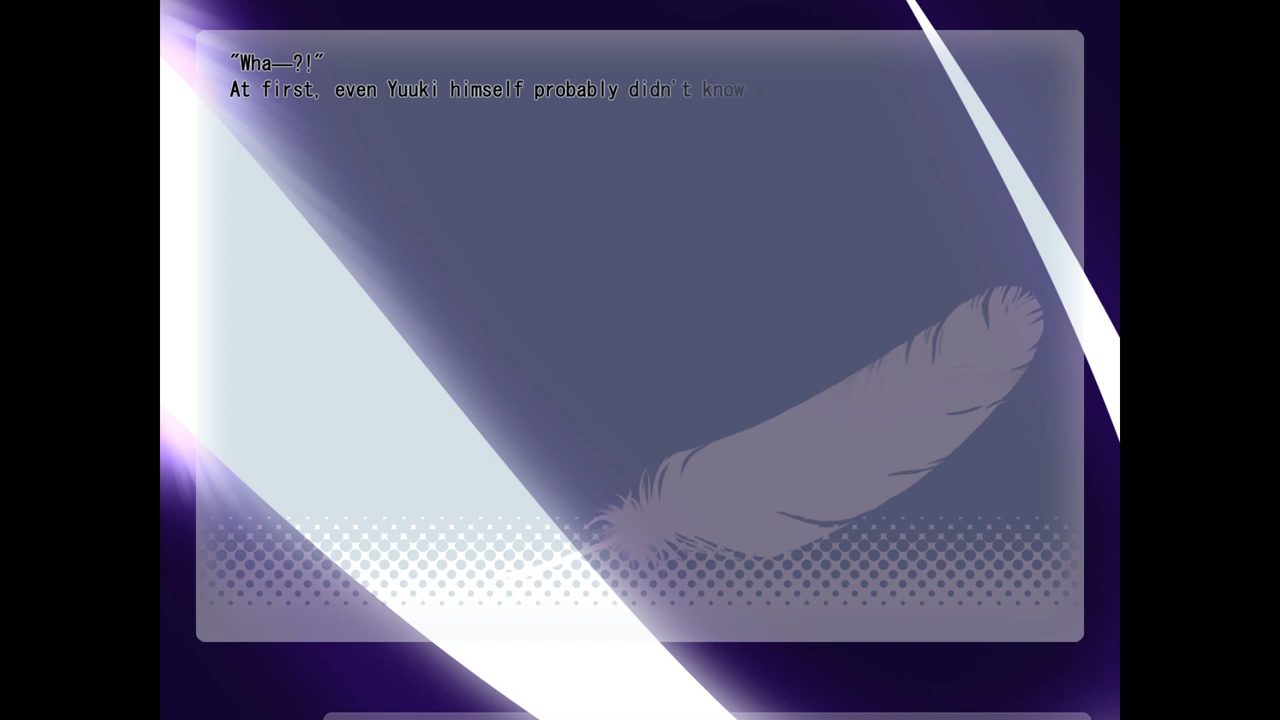 "Wha—?!"
At first, even Yuuki himself probably didn't know w